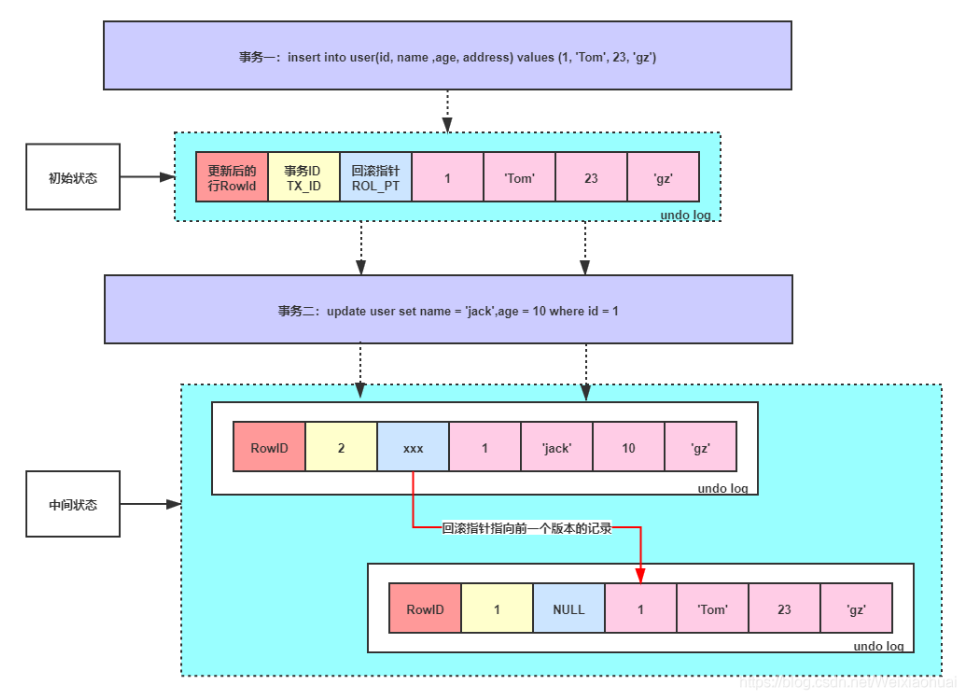 事务一：insert into user(id, name ,age, address) values (1, 'Tom', 23, 'gz')
初始状态
更新后的
行RowId
事务ID
TX_ID
回滚指针
ROL_PT
1
'Tom'
23
'gz'
undo log
事务二：update user set name = 'jack',age = 10 where id = 1
中间状态
RowID
2
xxx
1
'jack'
10
'gz'
undo log
回滚指针指向前一个版本的记录
RowID
1
NULL
1
'Tom'
23
'gz'
undo log
https://blog.csdn.net/Weixiaohuai